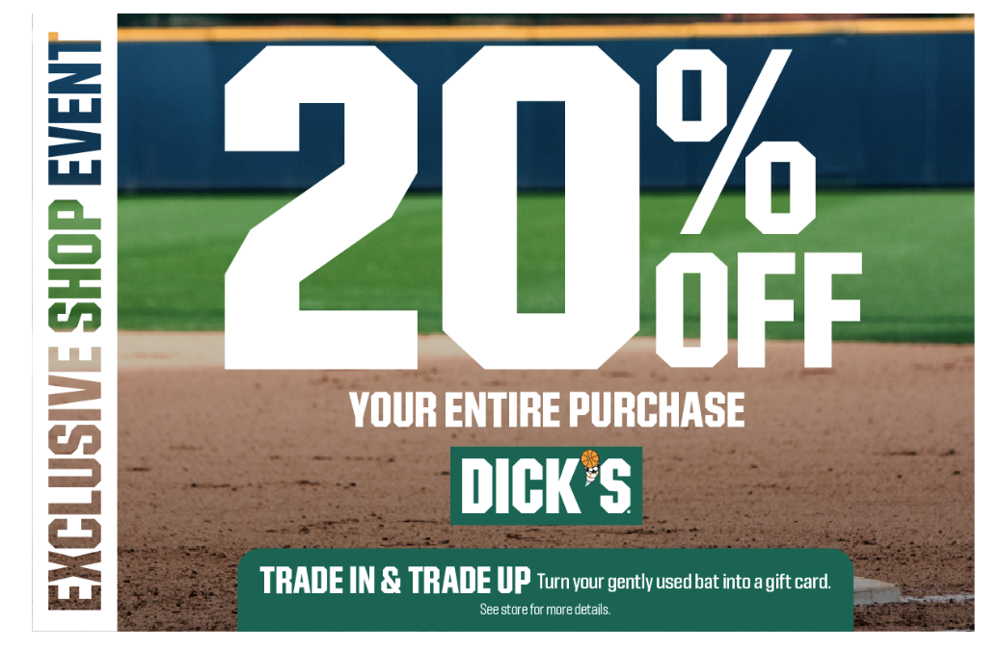 EXCLUSIVE SHOP EVENT
20% OFF
YOUR ENTIRE PURCHASE
DICK'S
TRADE IN & TRADE UP Turn your gently used bat into a gift card.
See store for more details.